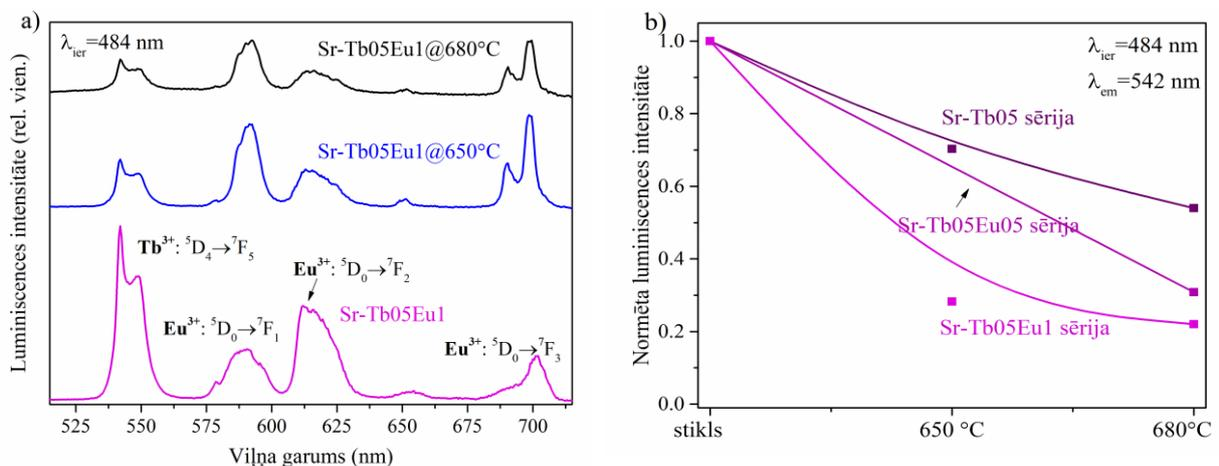 a)
λier=484 nm
Sr-Tb05Eu1@680°C
Sr-Tb05Eu1@650°C
Tb³⁺: ⁵D₄→⁷F₅
Eu³⁺: ⁵D₀→⁷F₂
Sr-Tb05Eu1
Eu³⁺: ⁵D₀→⁷F₁
Eu³⁺: ⁵D₀→⁷F₃
Luminiscences intensitāte (rel. vien.)
525 550 575 600 625 650 675 700
Viļņa garums (nm)
b)
λier=484 nm
λem=542 nm
Sr-Tb05 sērija
Sr-Tb05Eu05 sērija
Sr-Tb05Eu1 sērija
Normēta luminiscences intensitāte
1.0
0.8
0.6
0.4
0.2
0.0
stikls 650 °C 680°C